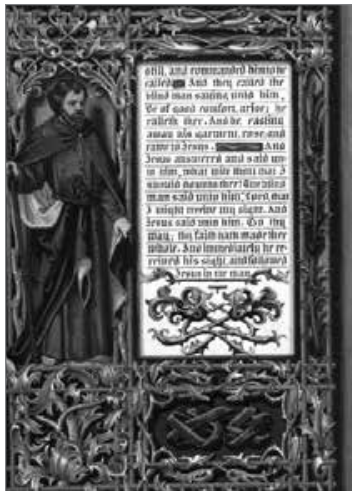 still, and commanded him to be
called And they called the
blind man saying unto him,
Be of good comfort, arise; he
calleth thee. And he, casting
away his garment, rose, and
came to Jesus. And
Jesus answered and said un-
to him, what wilt thou that I
should do unto thee? The blind
man said unto him, Lord, that
I might receive my sight. And
Jesus said unto him. Go thy
way; thy faith hath made thee
whole. And immediately he re-
ceived his sight, and followed
Jesus in the way